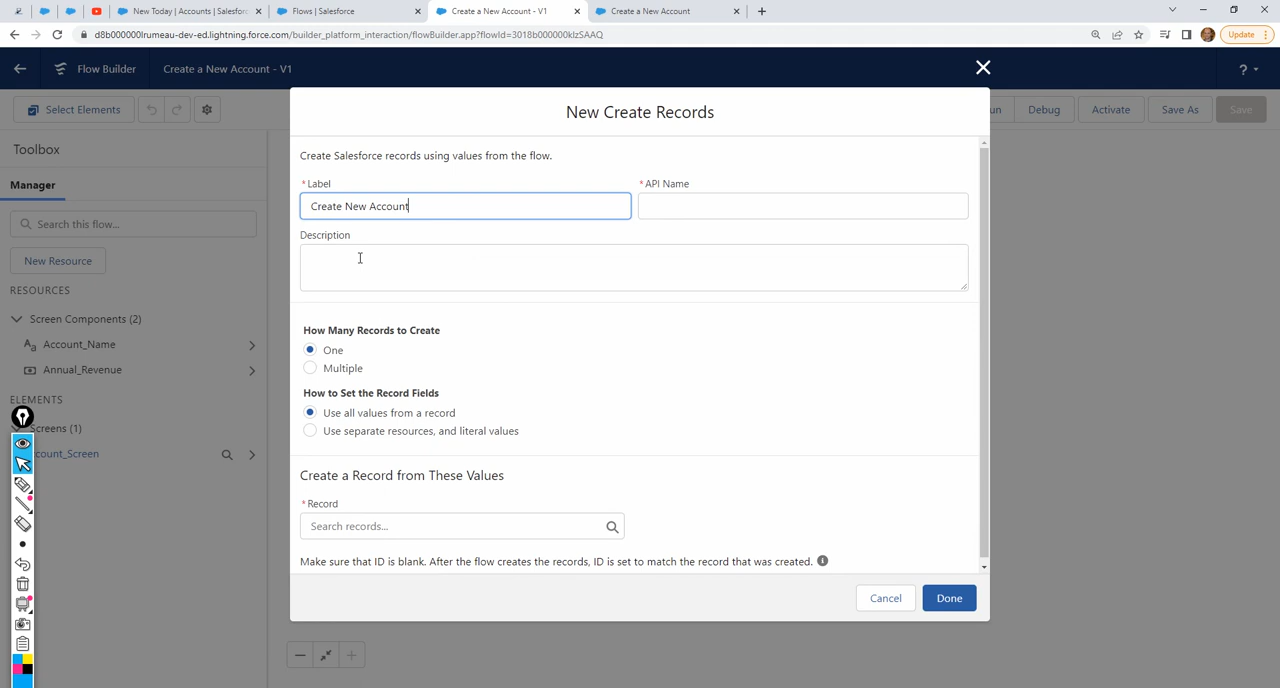 New Today | Accounts | Salesforc
Flows | Salesforce
Create a New Account - V1
Create a New Account
d8b000000lrumeau-dev-ed.lightning.force.com/builder_platform_interaction/flowBuilder.app?flowId=3018b000000klzSAAQ
Update
Flow Builder
Create a New Account - V1
?
Select Elements
un
Debug
Activate
Save As
Save
New Create Records
Toolbox
Manager
Search this flow...
New Resource
RESOURCES
Screen Components (2)
Account_Name
Annual_Revenue
ELEMENTS
Screens (1)
count_Screen
Create Salesforce records using values from the flow.
* Label
* API Name
Create New Account
Description
How Many Records to Create
One
Multiple
How to Set the Record Fields
Use all values from a record
Use separate resources, and literal values
Create a Record from These Values
* Record
Search records...
Make sure that ID is blank. After the flow creates the records, ID is set to match the record that was created.
Cancel
Done